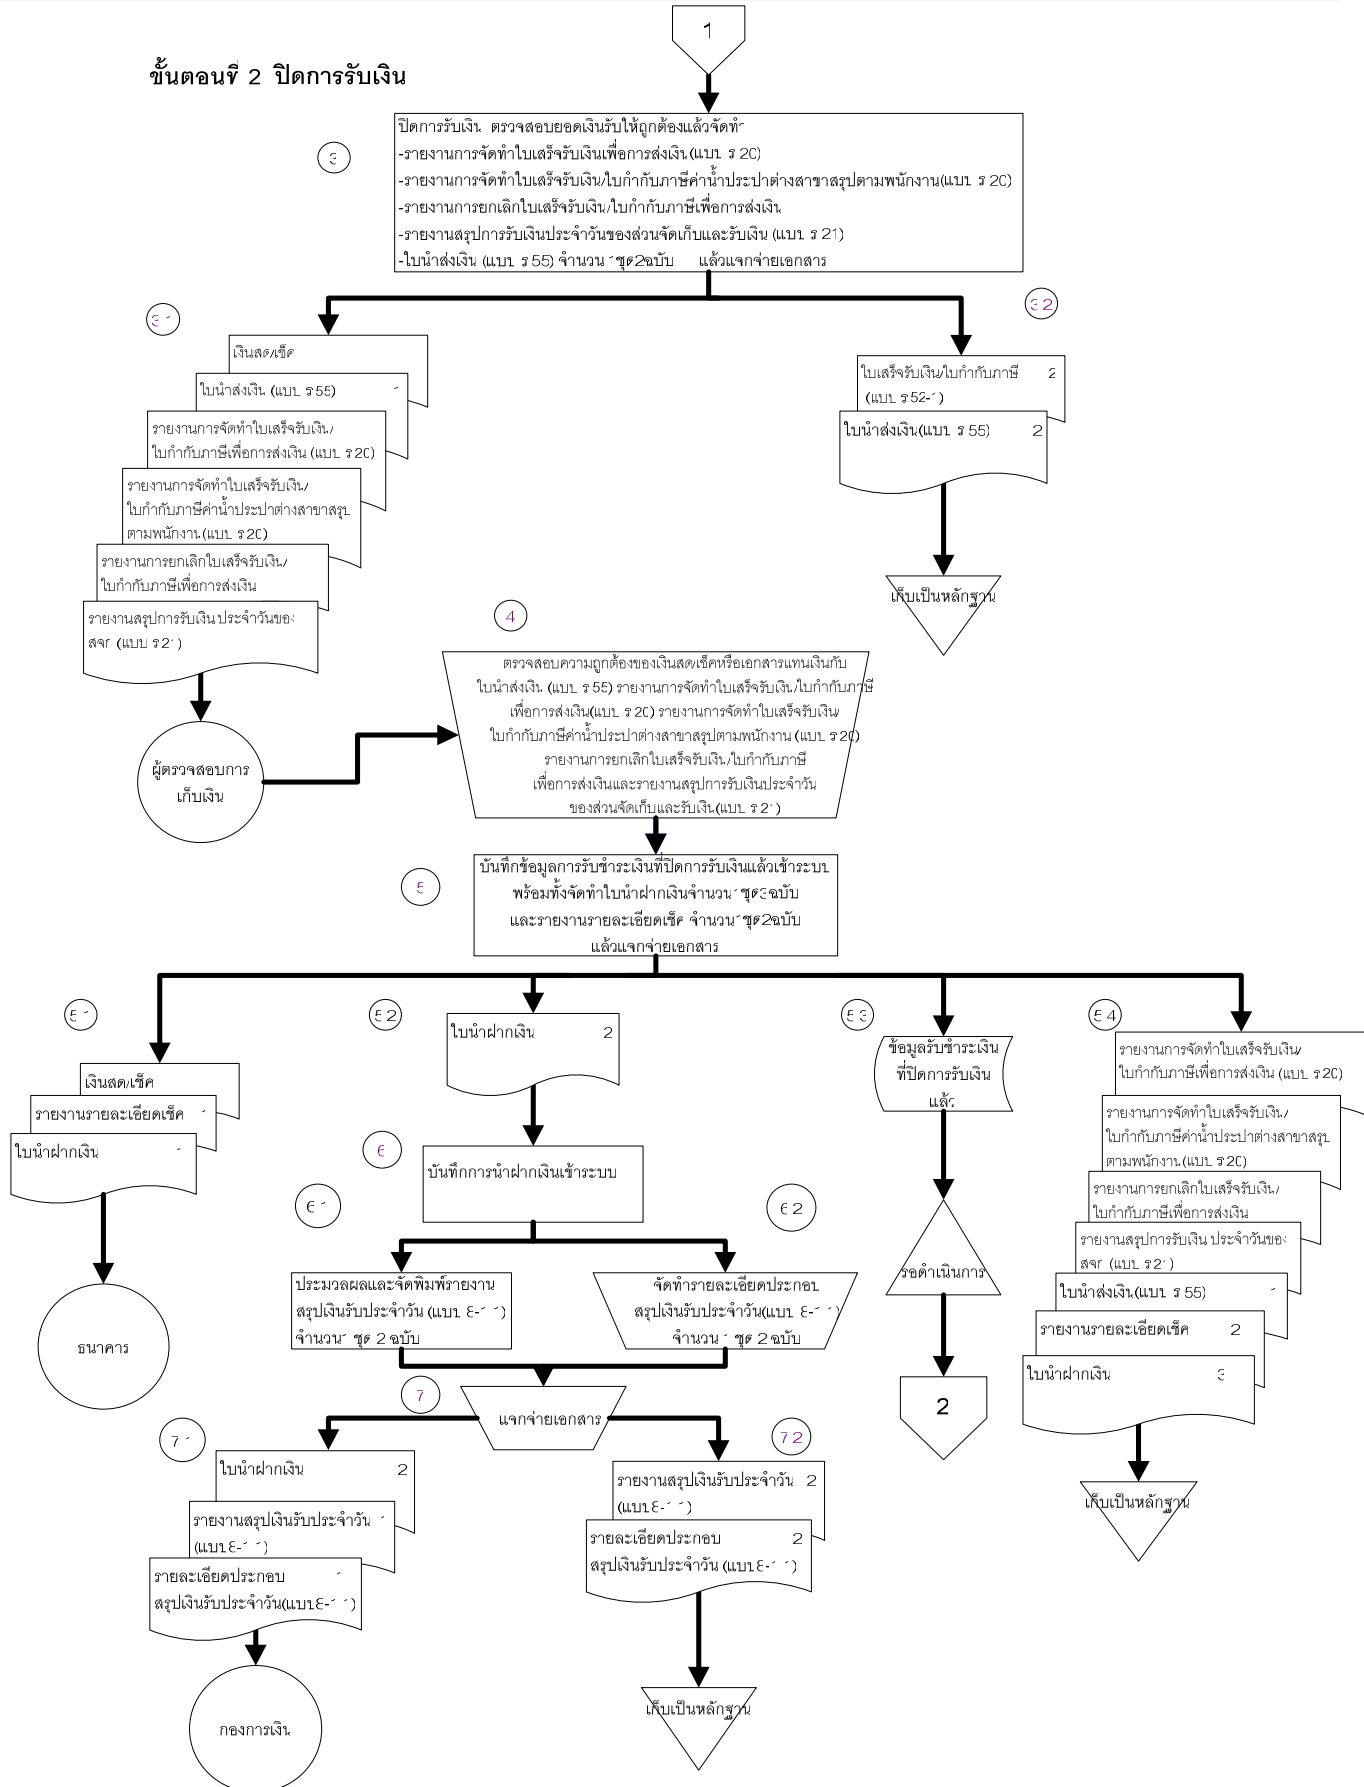 1
ขั้นตอนที่ 2 ปิดการรับเงิน
ปิดการรับเงิน ตรวจสอบยอดเงินรับให้ถูกต้องแล้วจัดทำ
3
-รายงานการจัดทำใบเสร็จรับเงินเพื่อการส่งเงิน(แบบ ร 20)
-รายงานการจัดทำใบเสร็จรับเงิน/ใบกำกับภาษีค่าน้ำประปาต่างสาขาสรุปตามพนักงาน(แบบ ร 20)
-รายงานการยกเลิกใบเสร็จรับเงิน/ใบกำกับภาษีเพื่อการส่งเงิน
-รายงานสรุปการรับเงินประจำวันของส่วนจัดเก็บและรับเงิน (แบบ ร 21)
-ใบนำส่งเงิน (แบบ ร 55) จำนวน 1 ชุด 2 ฉบับ แล้วแจกจ่ายเอกสาร
3 1
เงินสด/เช็ค
ใบนำส่งเงิน (แบบ ร 55) 1
รายงานการจัดทำใบเสร็จรับเงิน/
ใบกำกับภาษีเพื่อการส่งเงิน (แบบ ร 20)
รายงานการจัดทำใบเสร็จรับเงิน/
ใบกำกับภาษีค่าน้ำประปาต่างสาขาสรุป
ตามพนักงาน (แบบ ร 20)
รายงานการยกเลิกใบเสร็จรับเงิน/
ใบกำกับภาษีเพื่อการส่งเงิน
รายงานสรุปการรับเงิน ประจำวันของ
สจก (แบบ ร 21)
ผู้ตรวจสอบการ
เก็บเงิน
3 2
ใบเสร็จรับเงิน/ใบกำกับภาษี 2
(แบบ ร 52-1)
ใบนำส่งเงิน(แบบ ร 55) 2
เก็บเป็นหลักฐาน
4
ตรวจสอบความถูกต้องของเงินสด/เช็คหรือเอกสารแทนเงินกับ
ใบนำส่งเงิน (แบบ ร 55) รายงานการจัดทำใบเสร็จรับเงิน/ใบกำกับภาษี
เพื่อการส่งเงิน(แบบ ร 20) รายงานการจัดทำใบเสร็จรับเงิน/
ใบกำกับภาษีค่าน้ำประปาต่างสาขาสรุปตามพนักงาน (แบบ ร 20)
รายงานการยกเลิกใบเสร็จรับเงิน/ใบกำกับภาษี
เพื่อการส่งเงินและรายงานสรุปการรับเงินประจำวัน
ของส่วนจัดเก็บและรับเงิน(แบบ ร 21)
5
บันทึกข้อมูลการรับชำระเงินที่ปิดการรับเงินแล้วเข้าระบบ
พร้อมทั้งจัดทำใบนำฝากเงินจำนวน 1 ชุด 3 ฉบับ
และรายงานรายละเอียดเช็ค จำนวน 1 ชุด 2 ฉบับ
แล้วแจกจ่ายเอกสาร
5 1
เงินสด/เช็ค
รายงานรายละเอียดเช็ค 1
ใบนำฝากเงิน 1
ธนาคาร
5 2
ใบนำฝากเงิน 2
6
บันทึกการนำฝากเงินเข้าระบบ
6 1
ประมวลผลและจัดพิมพ์รายงาน
สรุปเงินรับประจำวัน (แบบ 8-11)
จำนวน 1 ชุด 2 ฉบับ
6 2
จัดทำรายละเอียดประกอบ
สรุปเงินรับประจำวัน(แบบ 8-11)
จำนวน 1 ชุด 2 ฉบับ
7
แจกจ่ายเอกสาร
7 1
ใบนำฝากเงิน 2
รายงานสรุปเงินรับประจำวัน 1
(แบบ8-11)
รายละเอียดประกอบ 1
สรุปเงินรับประจำวัน(แบบ8-11)
กองการเงิน
7 2
รายงานสรุปเงินรับประจำวัน 2
(แบบ8-11)
รายละเอียดประกอบ 2
สรุปเงินรับประจำวัน (แบบ8-11)
เก็บเป็นหลักฐาน
5 3
ข้อมูลรับชำระเงิน
ที่ปิดการรับเงิน
แล้ว
รอดำเนินการ
2
5 4
รายงานการจัดทำใบเสร็จรับเงิน/
ใบกำกับภาษีเพื่อการส่งเงิน (แบบ ร 20)
รายงานการจัดทำใบเสร็จรับเงิน/
ใบกำกับภาษีค่าน้ำประปาต่างสาขาสรุป
ตามพนักงาน (แบบ ร 20)
รายงานการยกเลิกใบเสร็จรับเงิน/
ใบกำกับภาษีเพื่อการส่งเงิน
รายงานสรุปการรับเงิน ประจำวันของ
สจก (แบบ ร 21)
ใบนำส่งเงิน(แบบ ร 55) 1
รายงานรายละเอียดเช็ค 2
ใบนำฝากเงิน 3
เก็บเป็นหลักฐาน